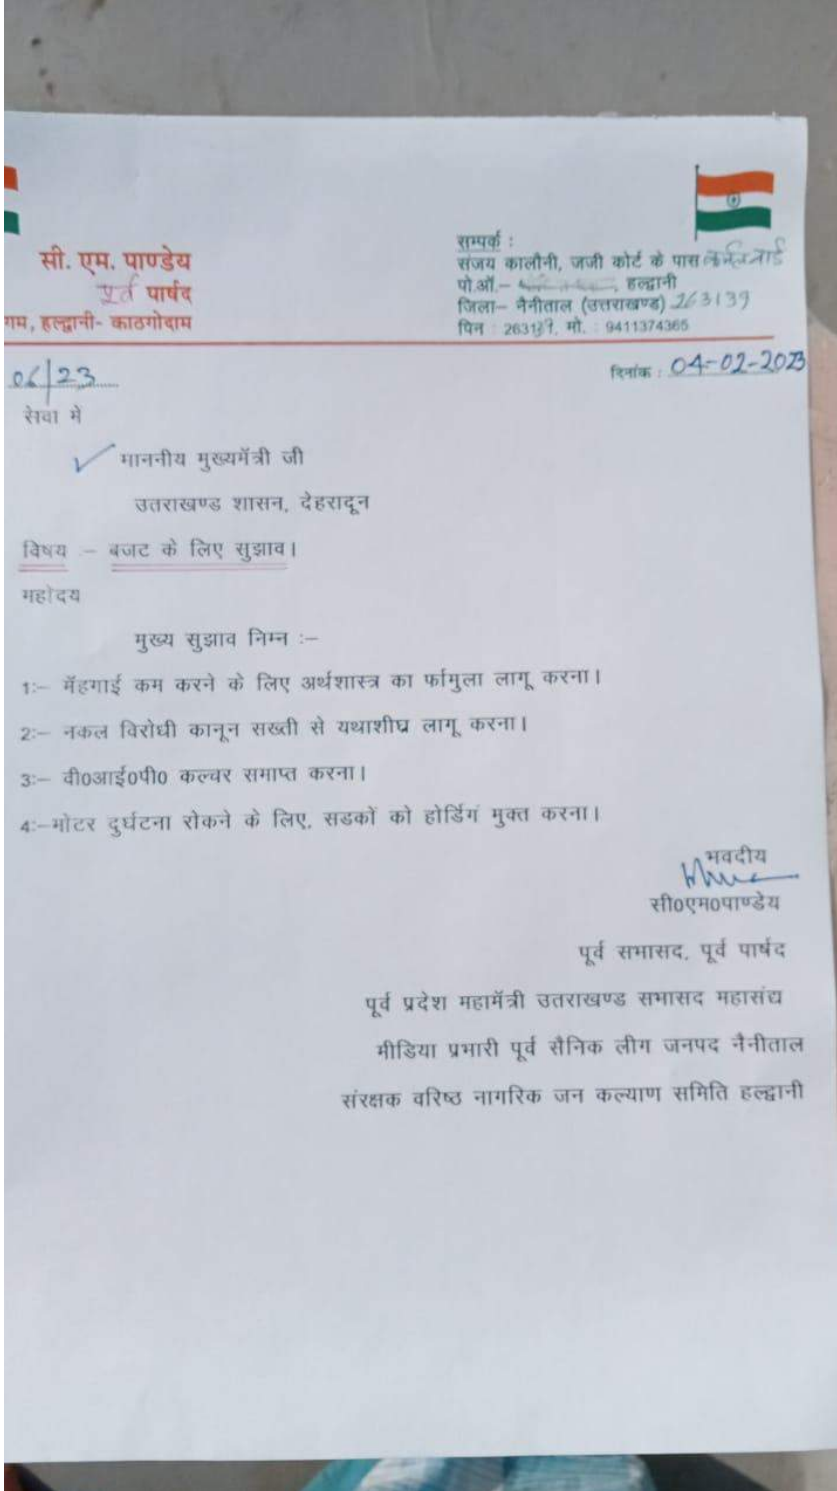 सम्पर्क :
सी. एम. पाण्डेय
संजय कालौनी, जजी कोर्ट के पास
पूर्व पार्षद
पो.ऑ.– हल्द्वानी
जिला– नैनीताल (उत्तराखण्ड) 263139
गम, हल्द्वानी- काठगोदाम
पिन : 263139, मो. : 9411374365
06/23
दिनांक : 04-02-2023
सेवा में
माननीय मुख्यमॅत्री जी
उतराखण्ड शासन, देहरादून
विषय – बजट के लिए सुझाव।
महोदय
मुख्य सुझाव निम्न :–
1:– मॅहगाई कम करने के लिए अर्थशास्त्र का र्फामुला लागू करना।
2:– नकल विरोधी कानून सख्ती से यथाशीघ्र लागू करना।
3:– वी0आई0पी0 कल्चर समाप्त करना।
4:–मोटर दुर्घटना रोकने के लिए, सडकों को होर्डिगं मुक्त करना।
भवदीय
सी0एम0पाण्डेय
पूर्व सभासद, पूर्व पार्षद
पूर्व प्रदेश महामॅत्री उतराखण्ड सभासद महासंद्य
मीडिया प्रभारी पूर्व सैनिक लीग जनपद नैनीताल
संरक्षक वरिष्ठ नागरिक जन कल्याण समिति हल्द्वानी